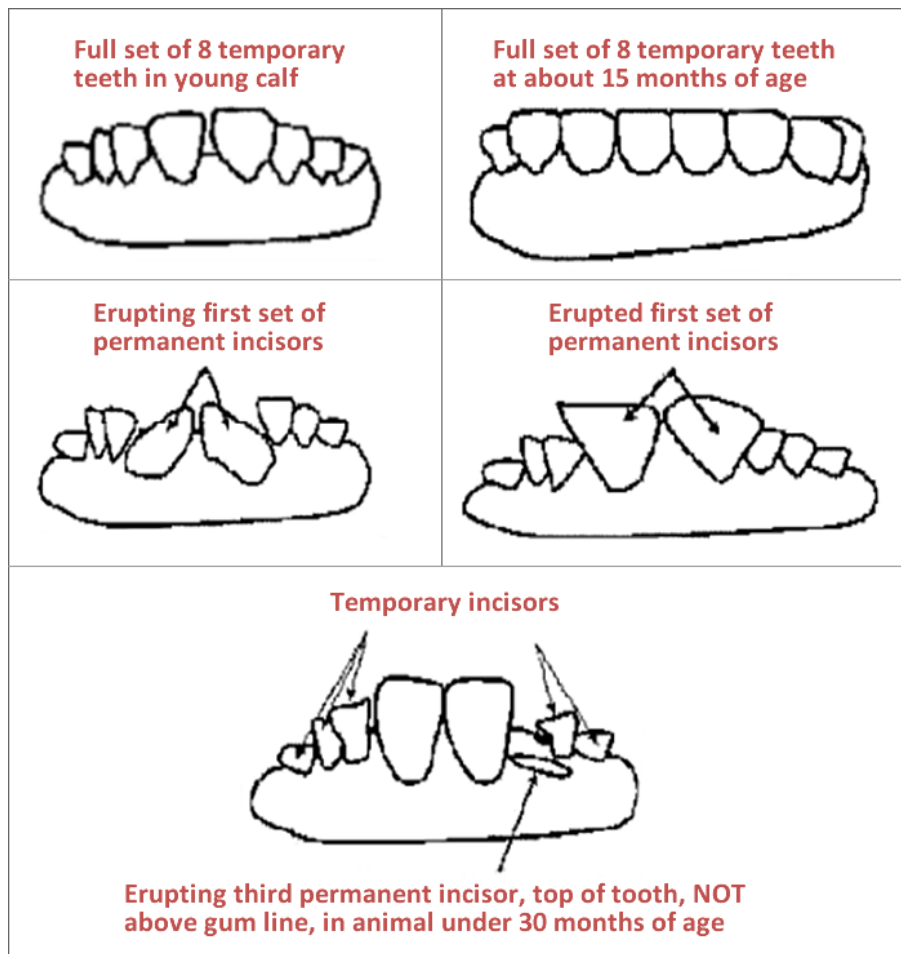 Full set of 8 temporary
teeth in young calf
Full set of 8 temporary teeth
at about 15 months of age
Erupting first set of
permanent incisors
Erupted first set of
permanent incisors
Temporary incisors
Erupting third permanent incisor, top of tooth, NOT
above gum line, in animal under 30 months of age